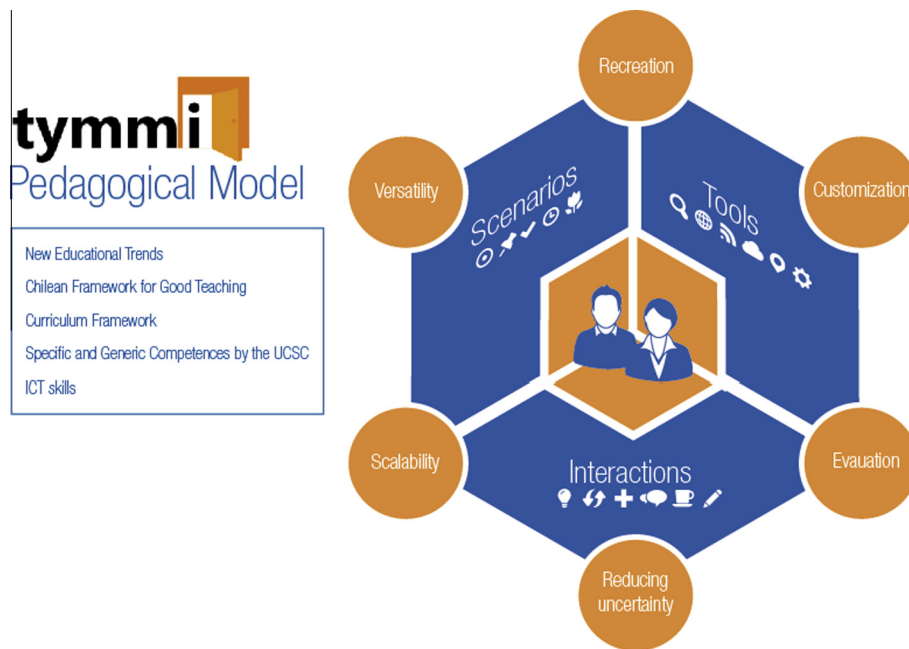 tymmi
Pedagogical Model
New Educational Trends
Chilean Framework for Good Teaching
Curriculum Framework
Specific and Generic Competences by the UCSC
ICT skills
Recreation
Versatility
Customization
Scenarios
Tools
Scalability
Evauation
Interactions
Reducing
uncertainty